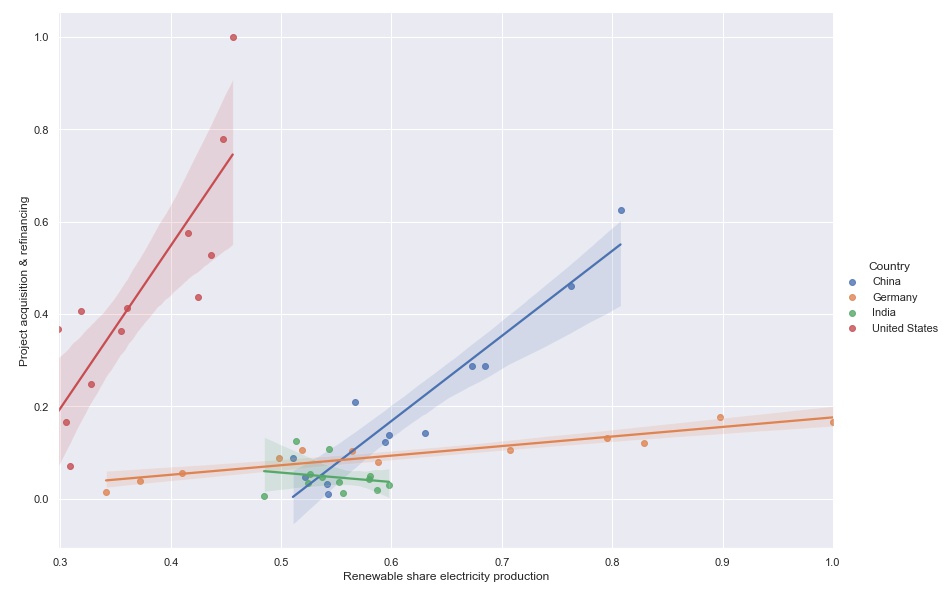 1.0
0.8
0.6
0.4
0.2
0.0
Project acquisition & refinancing
0.3 0.4 0.5 0.6 0.7 0.8 0.9 1.0
Renewable share electricity production
Country
China
Germany
India
United States